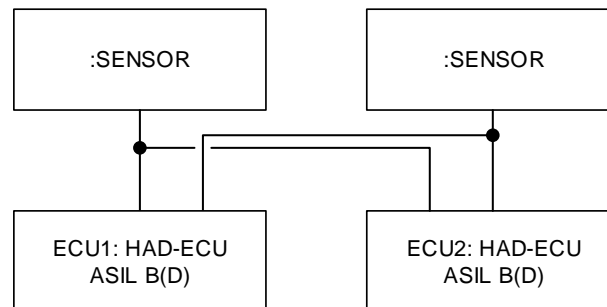 :SENSOR
:SENSOR
ECU1: HAD-ECU
ASIL B(D)
ECU2: HAD-ECU
ASIL B(D)